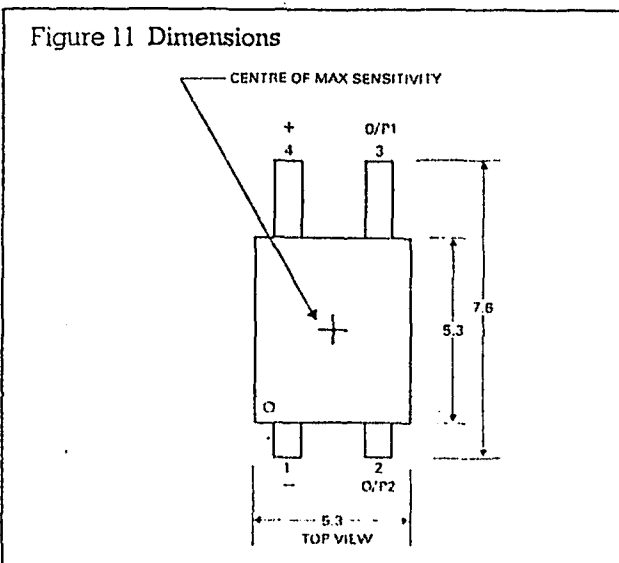 Figure 11 Dimensions
CENTRE OF MAX SENSITIVITY
+ O/P1
4 3
5.3
7.6
1 2
− O/P2
5.3
TOP VIEW